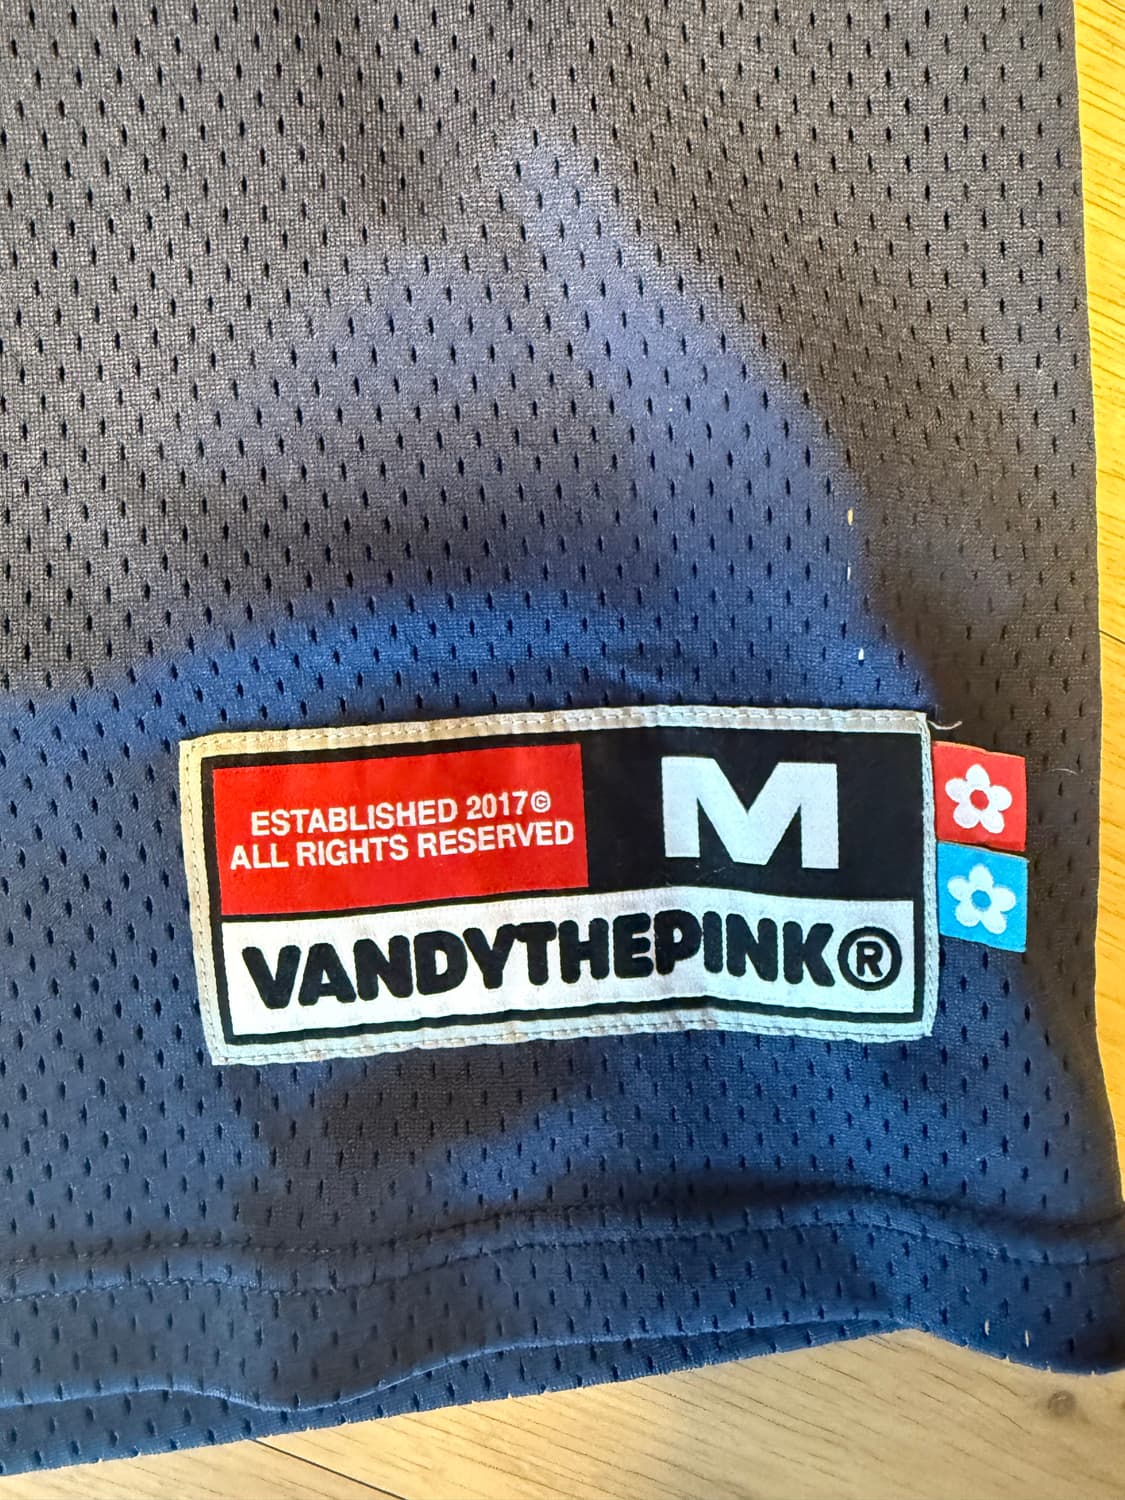 ESTABLISHED 2017©
ALL RIGHTS RESERVED
M
VANDYTHEPINK®